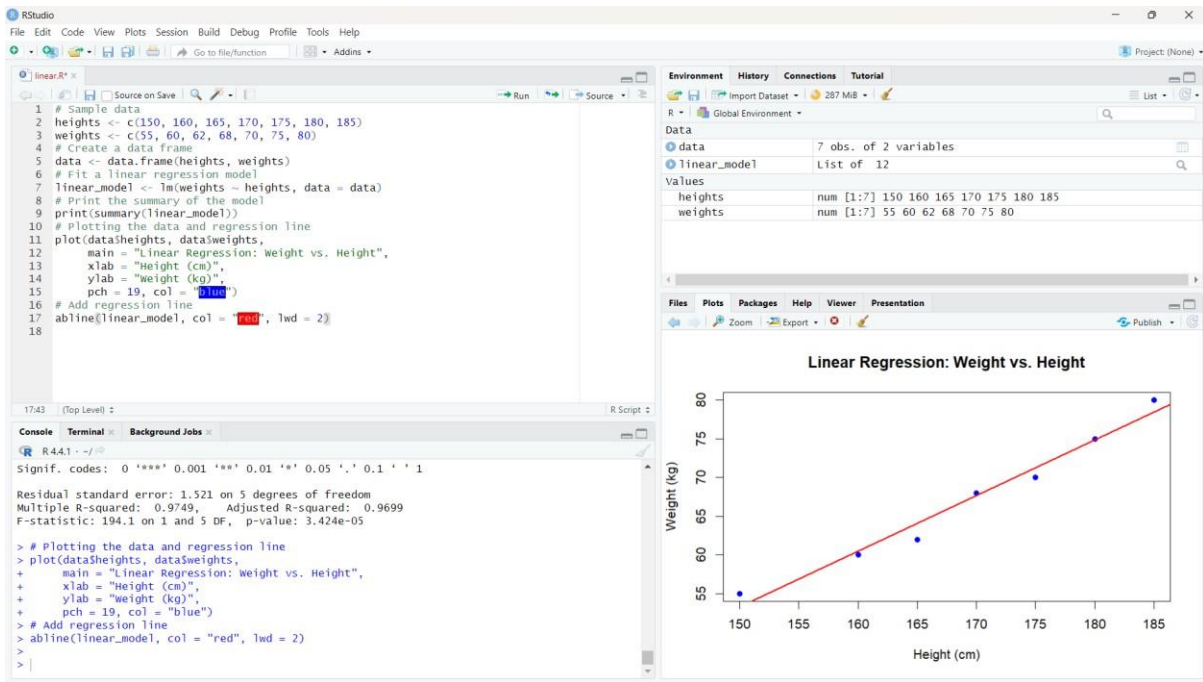 RStudio
File Edit Code View Plots Session Build Debug Profile Tools Help
Go to file/function Addins Project: (None)
linear.R*
Source on Save Run Source
1 # Sample data
2 heights <- c(150, 160, 165, 170, 175, 180, 185)
3 weights <- c(55, 60, 62, 68, 70, 75, 80)
4 # Create a data frame
5 data <- data.frame(heights, weights)
6 # Fit a linear regression model
7 linear_model <- lm(weights ~ heights, data = data)
8 # Print the summary of the model
9 print(summary(linear_model))
10 # Plotting the data and regression line
11 plot(data$heights, data$weights,
12 main = "Linear Regression: Weight vs. Height",
13 xlab = "Height (cm)",
14 ylab = "Weight (kg)",
15 pch = 19, col = "blue")
16 # Add regression line
17 abline(linear_model, col = "red", lwd = 2)
18
17:43 (Top Level) R Script
Console Terminal Background Jobs
R R 4.4.1 · ~/
Signif. codes: 0 '***' 0.001 '**' 0.01 '*' 0.05 '.' 0.1 ' ' 1
Residual standard error: 1.521 on 5 degrees of freedom
Multiple R-squared: 0.9749, Adjusted R-squared: 0.9699
F-statistic: 194.1 on 1 and 5 DF, p-value: 3.424e-05
> # Plotting the data and regression line
> plot(data$heights, data$weights,
+ main = "Linear Regression: Weight vs. Height",
+ xlab = "Height (cm)",
+ ylab = "Weight (kg)",
+ pch = 19, col = "blue")
> # Add regression line
> abline(linear_model, col = "red", lwd = 2)
>
>
Environment History Connections Tutorial
Import Dataset 287 MiB List
R Global Environment
Data
data 7 obs. of 2 variables
linear_model List of 12
Values
heights num [1:7] 150 160 165 170 175 180 185
weights num [1:7] 55 60 62 68 70 75 80
Files Plots Packages Help Viewer Presentation
Zoom Export Publish
Linear Regression: Weight vs. Height
80
75
70
65
60
55
Weight (kg)
150 155 160 165 170 175 180 185
Height (cm)